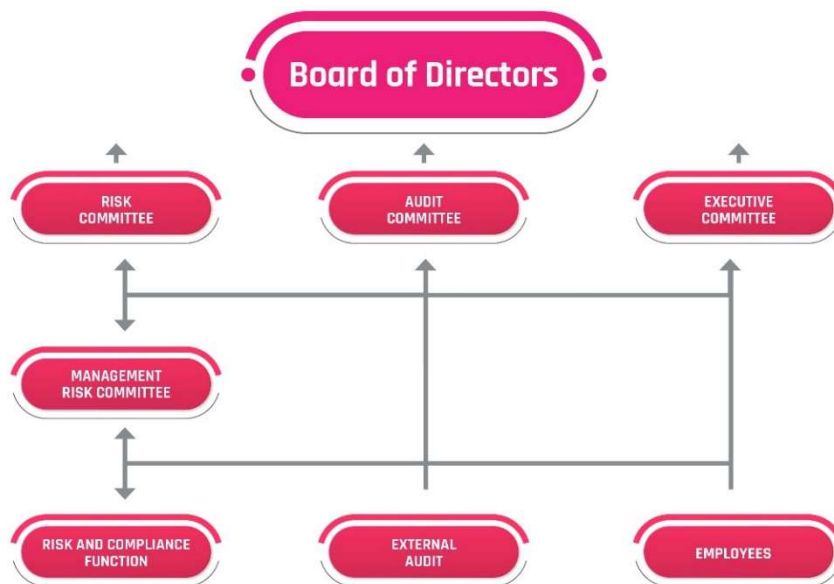 Board of Directors
RISK
COMMITTEE
AUDIT
COMMITTEE
EXECUTIVE
COMMITTEE
MANAGEMENT
RISK COMMITTEE
RISK AND COMPLIANCE
FUNCTION
EXTERNAL
AUDIT
EMPLOYEES